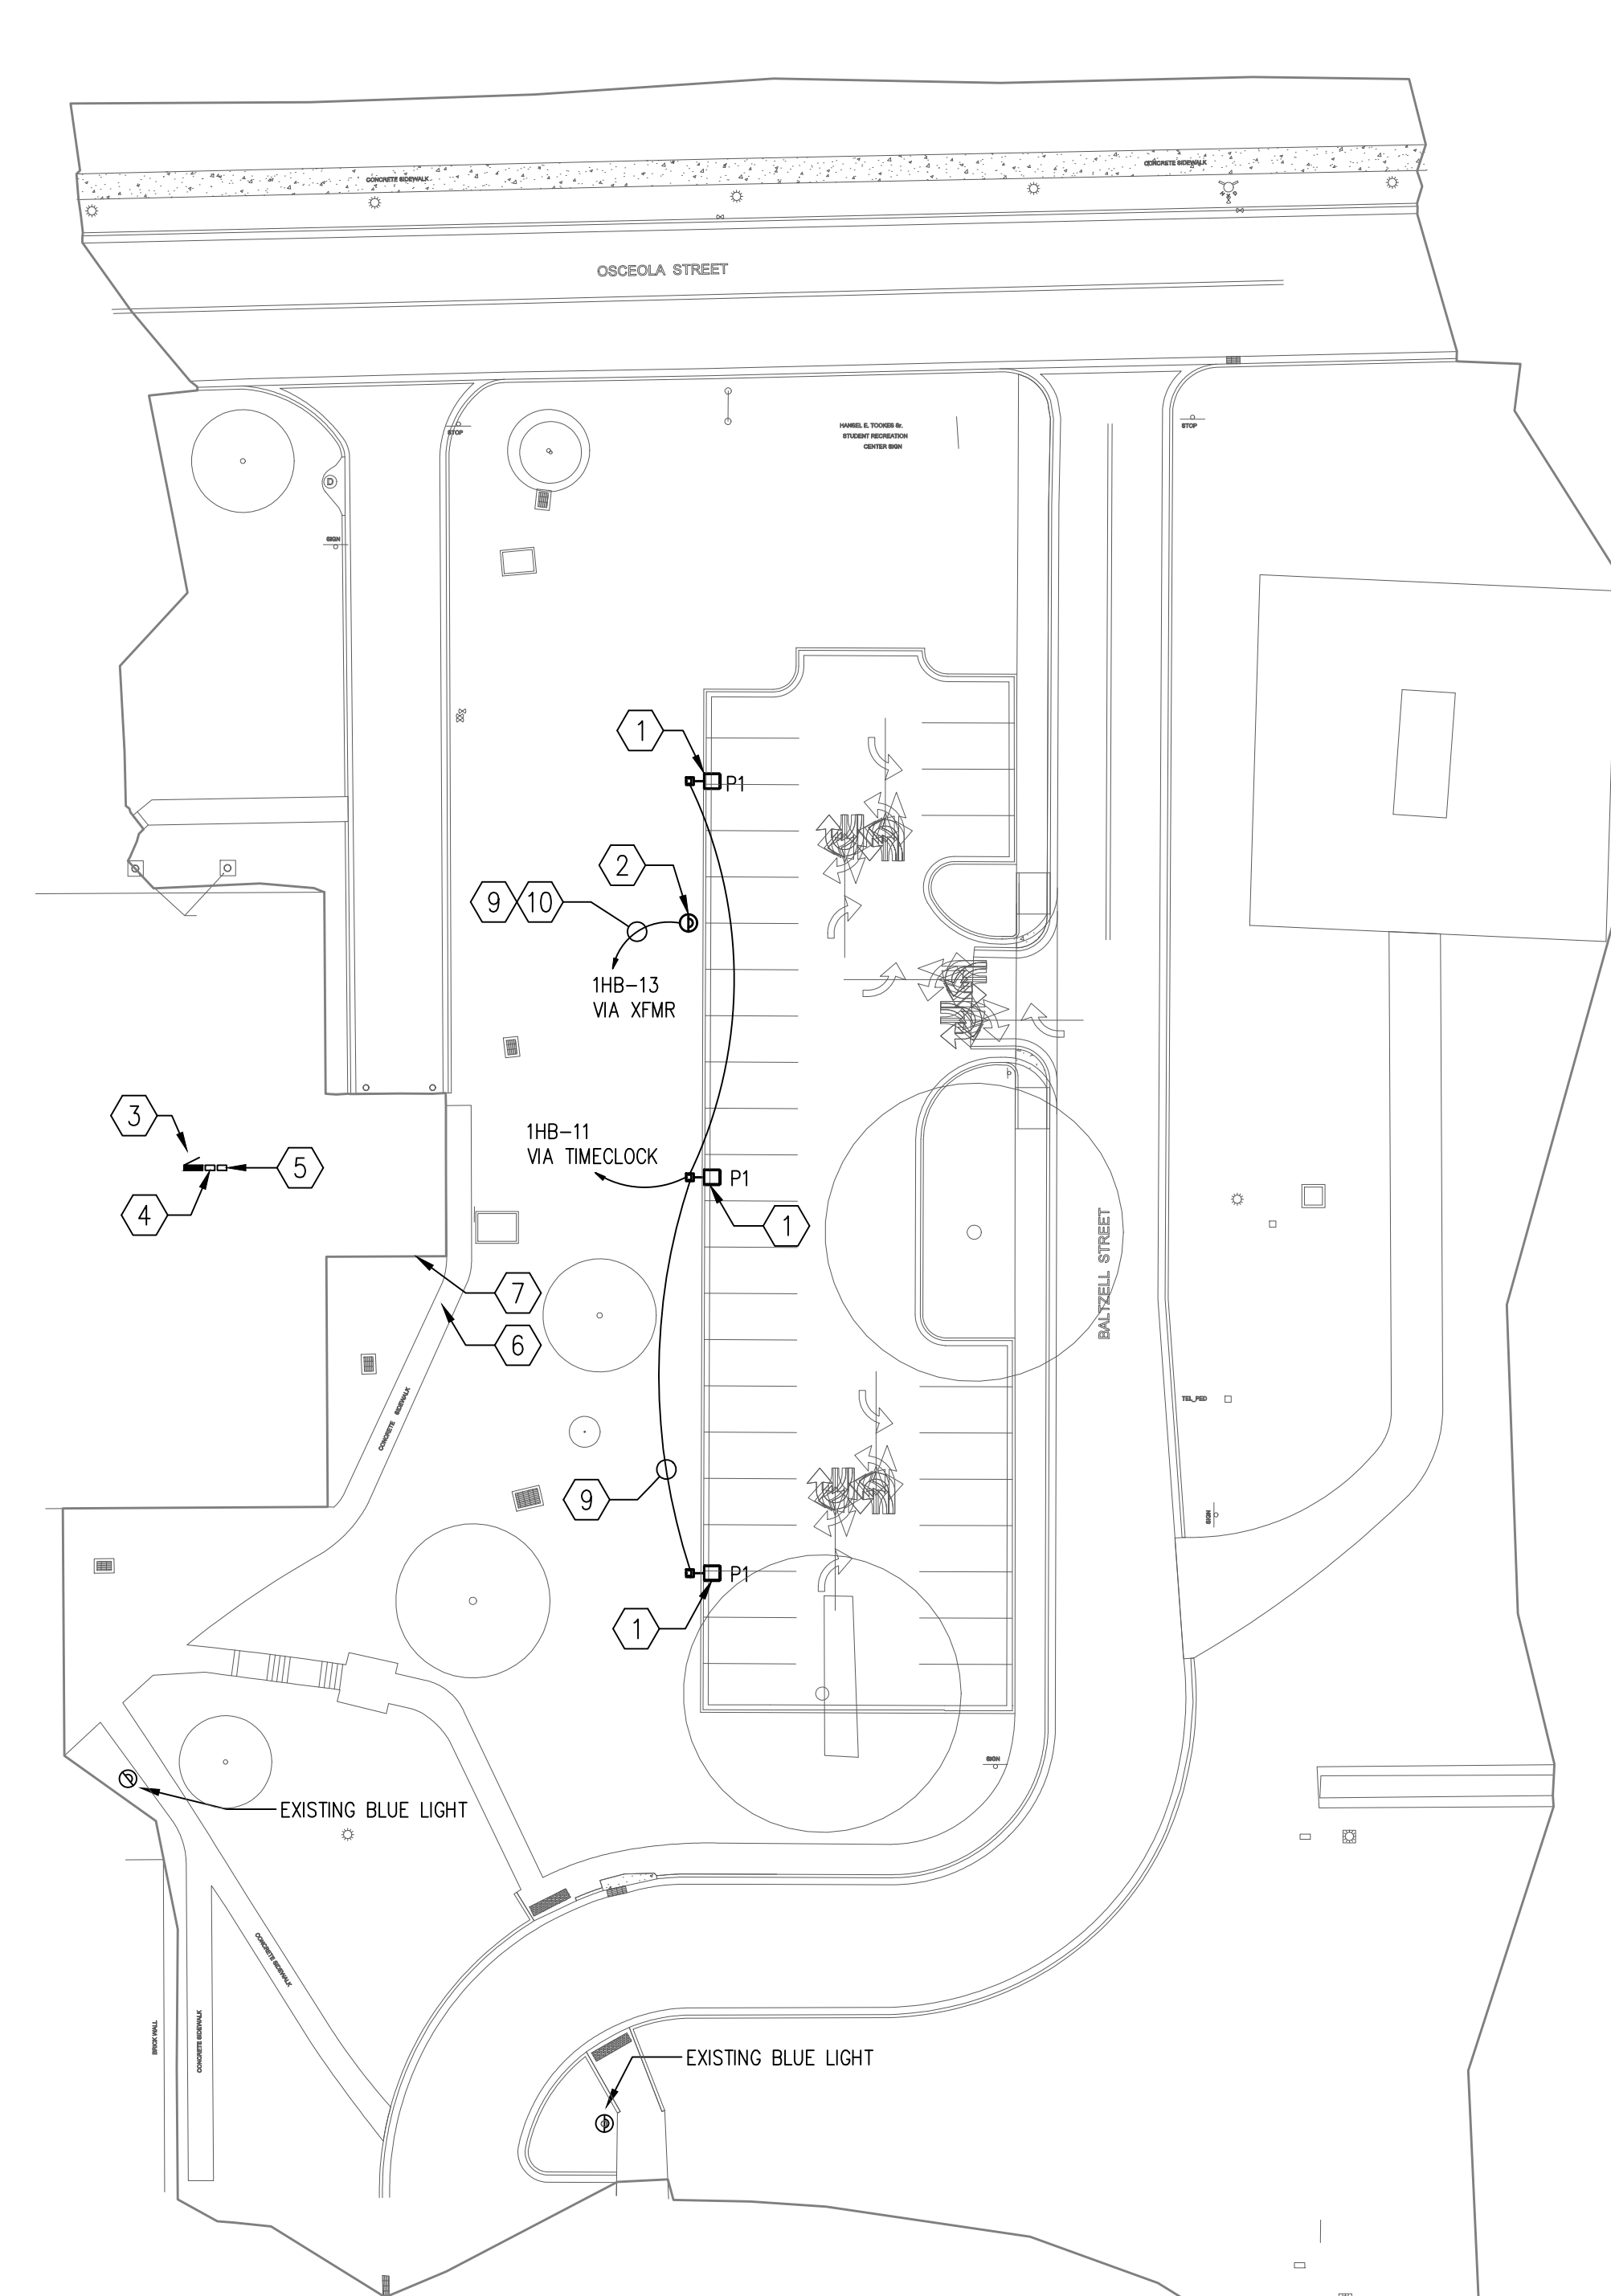 CONCRETE SIDEWALK
CONCRETE SIDEWALK
OSCEOLA STREET
STOP
HANSEL E. TOOKES Sr.
STUDENT RECREATION
CENTER SIGN
STOP
D
SIGN
1
P1
2
9 10
1HB-13
VIA XFMR
3
5
4
1HB-11
VIA TIMECLOCK
P1
1
BALTZELL STREET
7
6
CONCRETE SIDEWALK
TEL_PED
9
SIGN
P1
1
SIGN
EXISTING BLUE LIGHT
CONCRETE SIDEWALK
BRICK WALL
CONCRETE SIDEWALK
EXISTING BLUE LIGHT